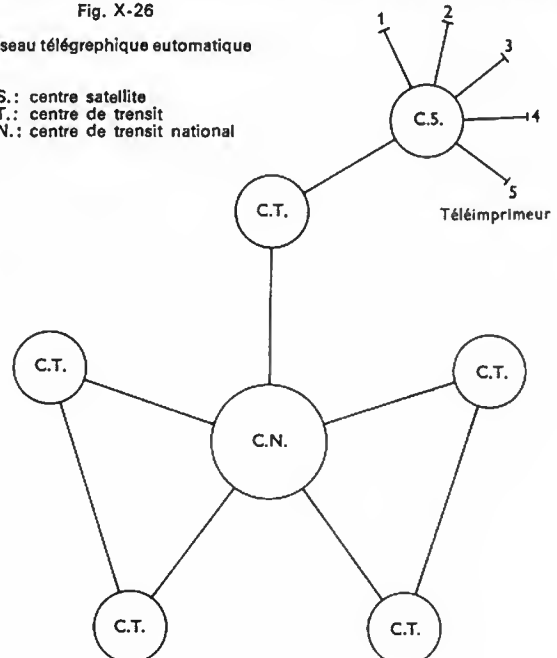 Fig. X-26
seau télégrephique eutomatique
S.: centre satellite
T.: centre de trensit
N.: centre de transit national
1
2
3
4
5
C.S.
Téléimprimeur
C.T.
C.T.
C.T.
C.N.
C.T.
C.T.